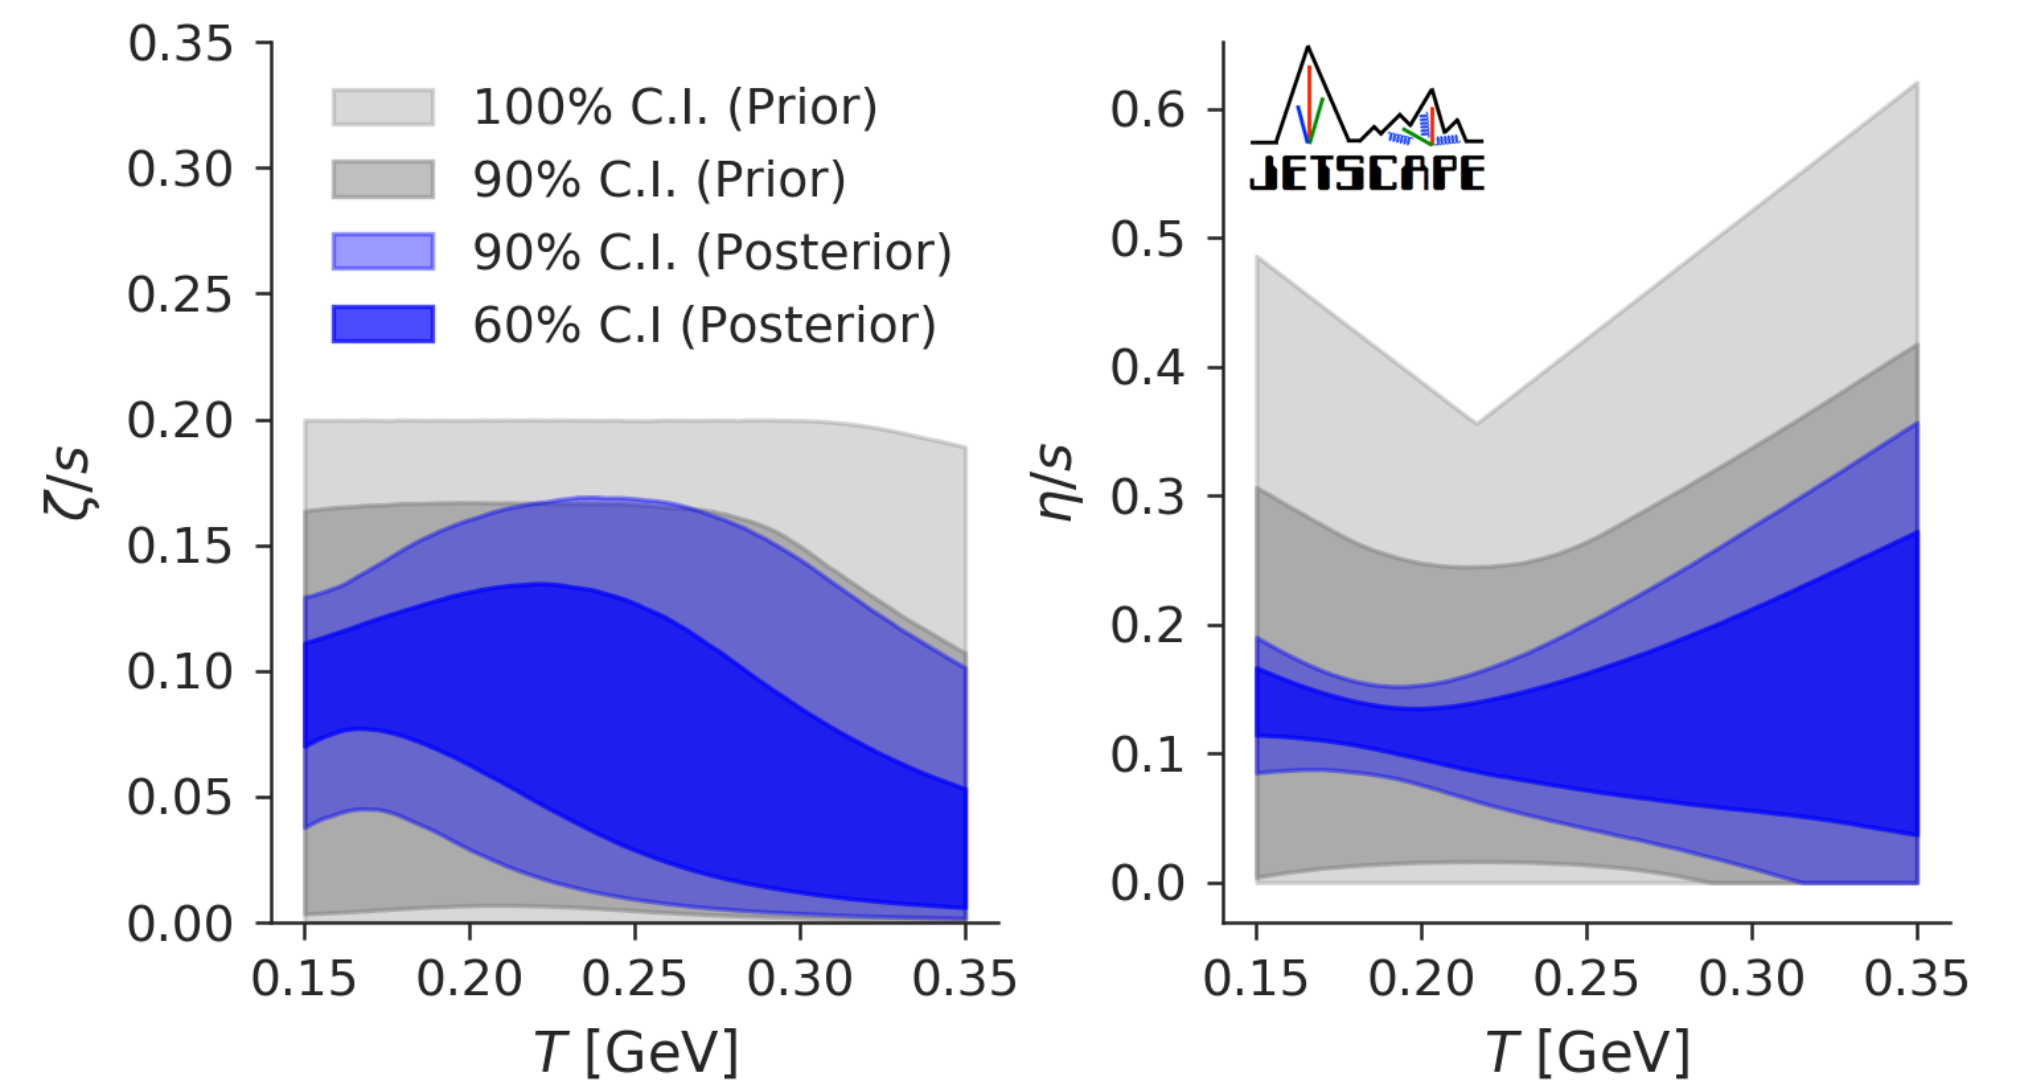 0.35
0.30
0.25
0.20
0.15
0.10
0.05
0.00
ζ/s
100% C.I. (Prior)
90% C.I. (Prior)
90% C.I. (Posterior)
60% C.I (Posterior)
0.15 0.20 0.25 0.30 0.35
T [GeV]
JETSCAPE
0.6
0.5
0.4
0.3
0.2
0.1
0.0
η/s
0.15 0.20 0.25 0.30 0.35
T [GeV]